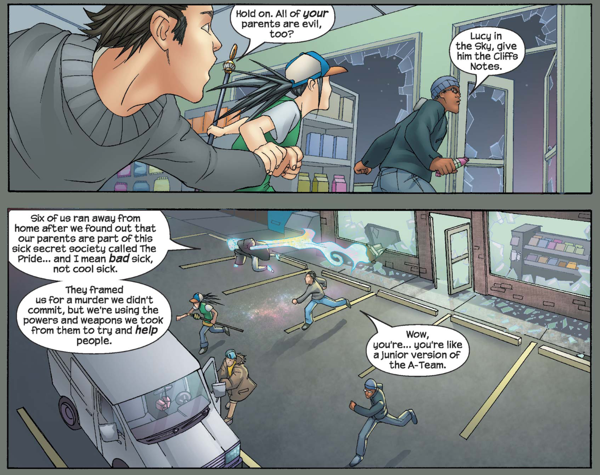 Hold on. All of your
parents are evil,
too?
Lucy in
the Sky, give
him the Cliffs
Notes.
Six of us ran away from
home after we found out that
our parents are part of this
sick secret society called The
Pride... and I mean bad sick,
not cool sick.
They framed
us for a murder we didn't
commit, but we're using the
powers and weapons we took
from them to try and help
people.
Wow,
you're... you're like
a junior version of
the A-Team.